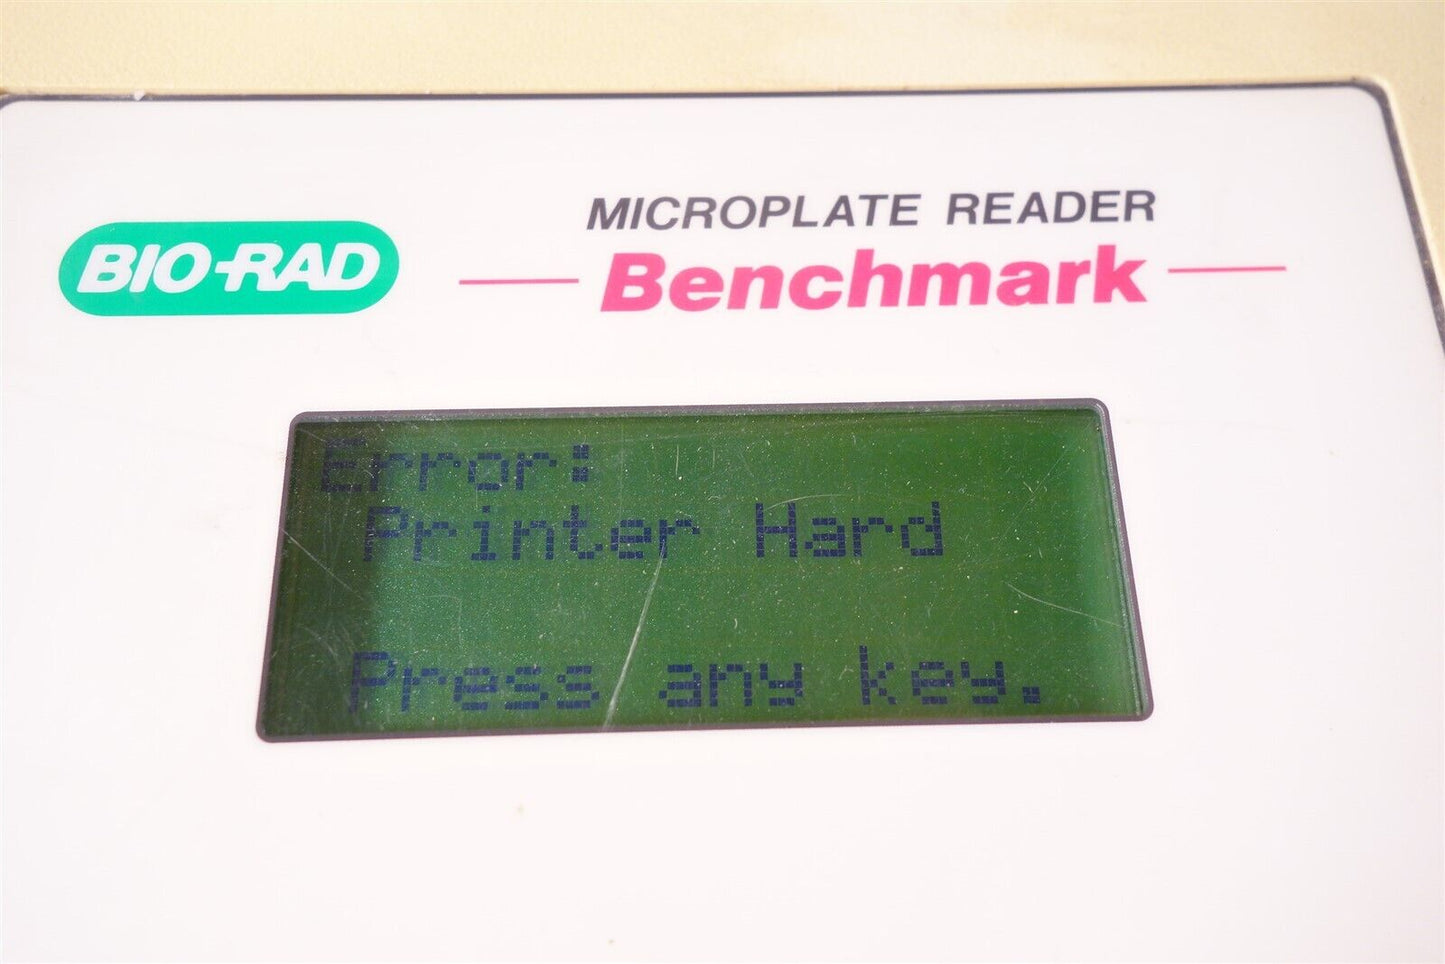 MICROPLATE READER
BIO-RAD
Benchmark
Error:
Printer Hard
Press any key.